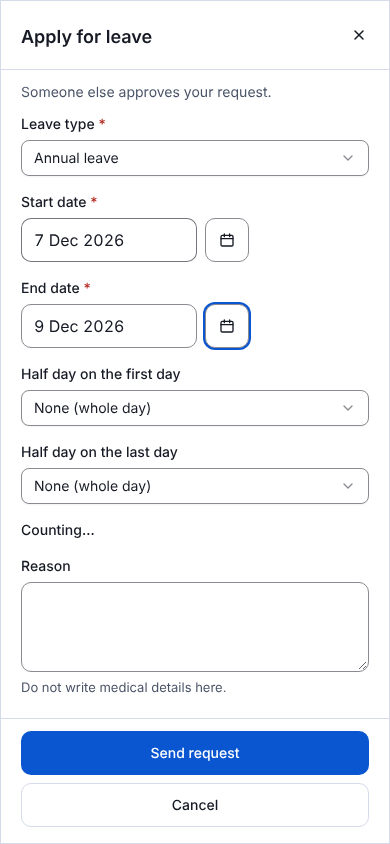 Apply for leave
Someone else approves your request.
Leave type *
Annual leave
Start date *
7 Dec 2026
End date *
9 Dec 2026
Half day on the first day
None (whole day)
Half day on the last day
None (whole day)
Counting...
Reason
Do not write medical details here.
Send request
Cancel